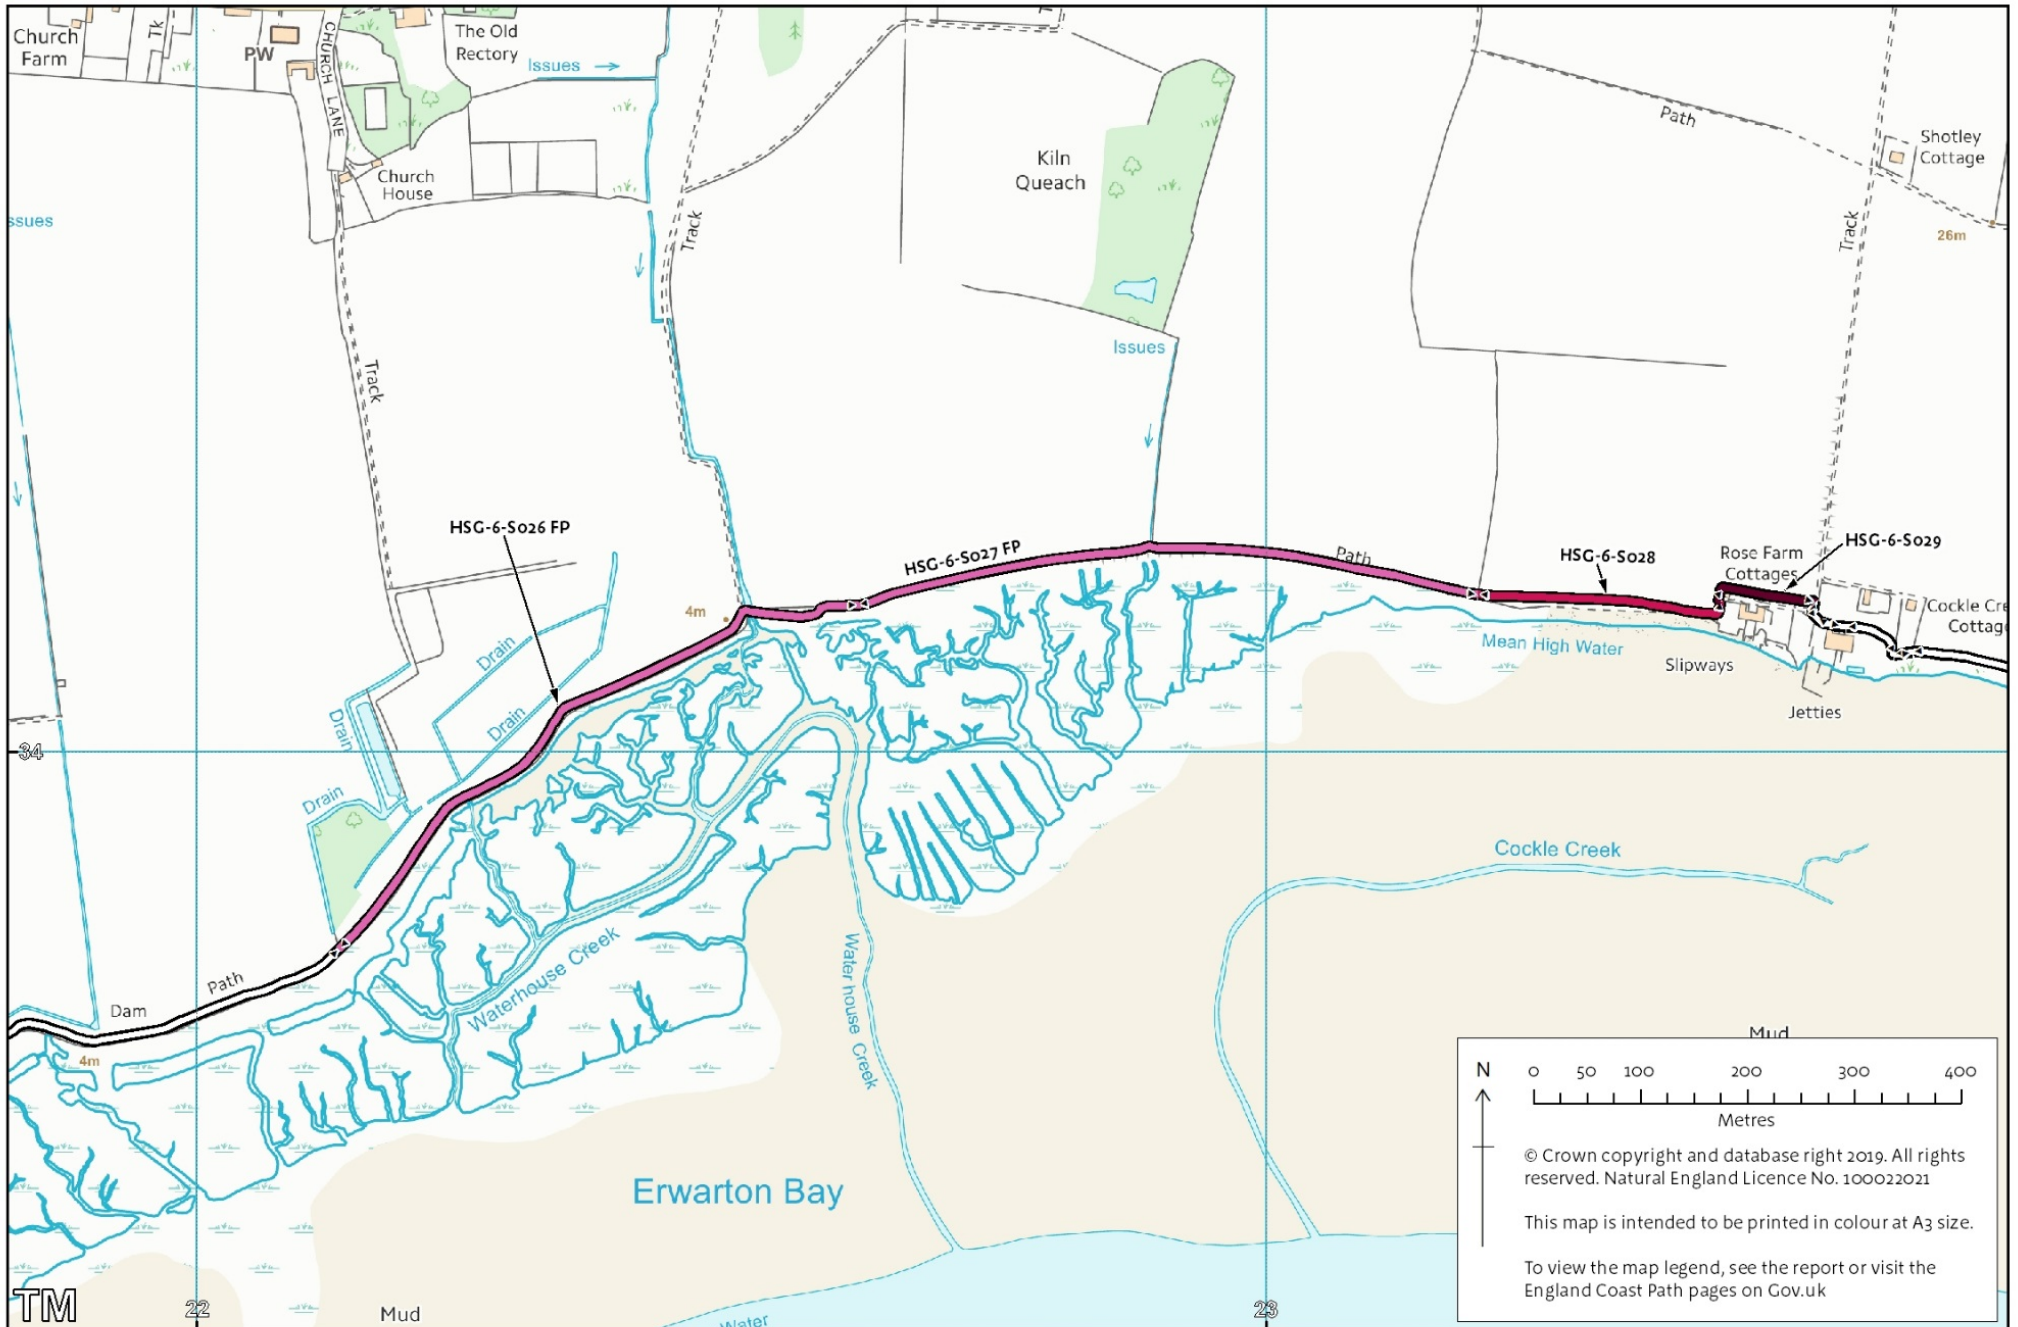 Church
Farm
Tk
PW
CHURCH LANE
The Old
Rectory
Issues
Church
House
Track
Track
Kiln
Queach
Issues
Path
Shotley
Cottage
Track
26m
ssues
Track
HSG-6-S026 FP
HSG-6-S027 FP
Path
HSG-6-S028
Rose Farm
Cottages
HSG-6-S029
Cockle Cre
Cottag
4m
Mean High Water
Slipways
Jetties
Drain
Drain
Drain
Drain
34
Cockle Creek
Path
Dam
4m
Waterhouse Creek
Water house Creek
Erwarton Bay
Mud
Mud
TM
22
23
Water
N
0 50 100 200 300 400
Metres
© Crown copyright and database right 2019. All rights
reserved. Natural England Licence No. 100022021
This map is intended to be printed in colour at A3 size.
To view the map legend, see the report or visit the
England Coast Path pages on Gov.uk